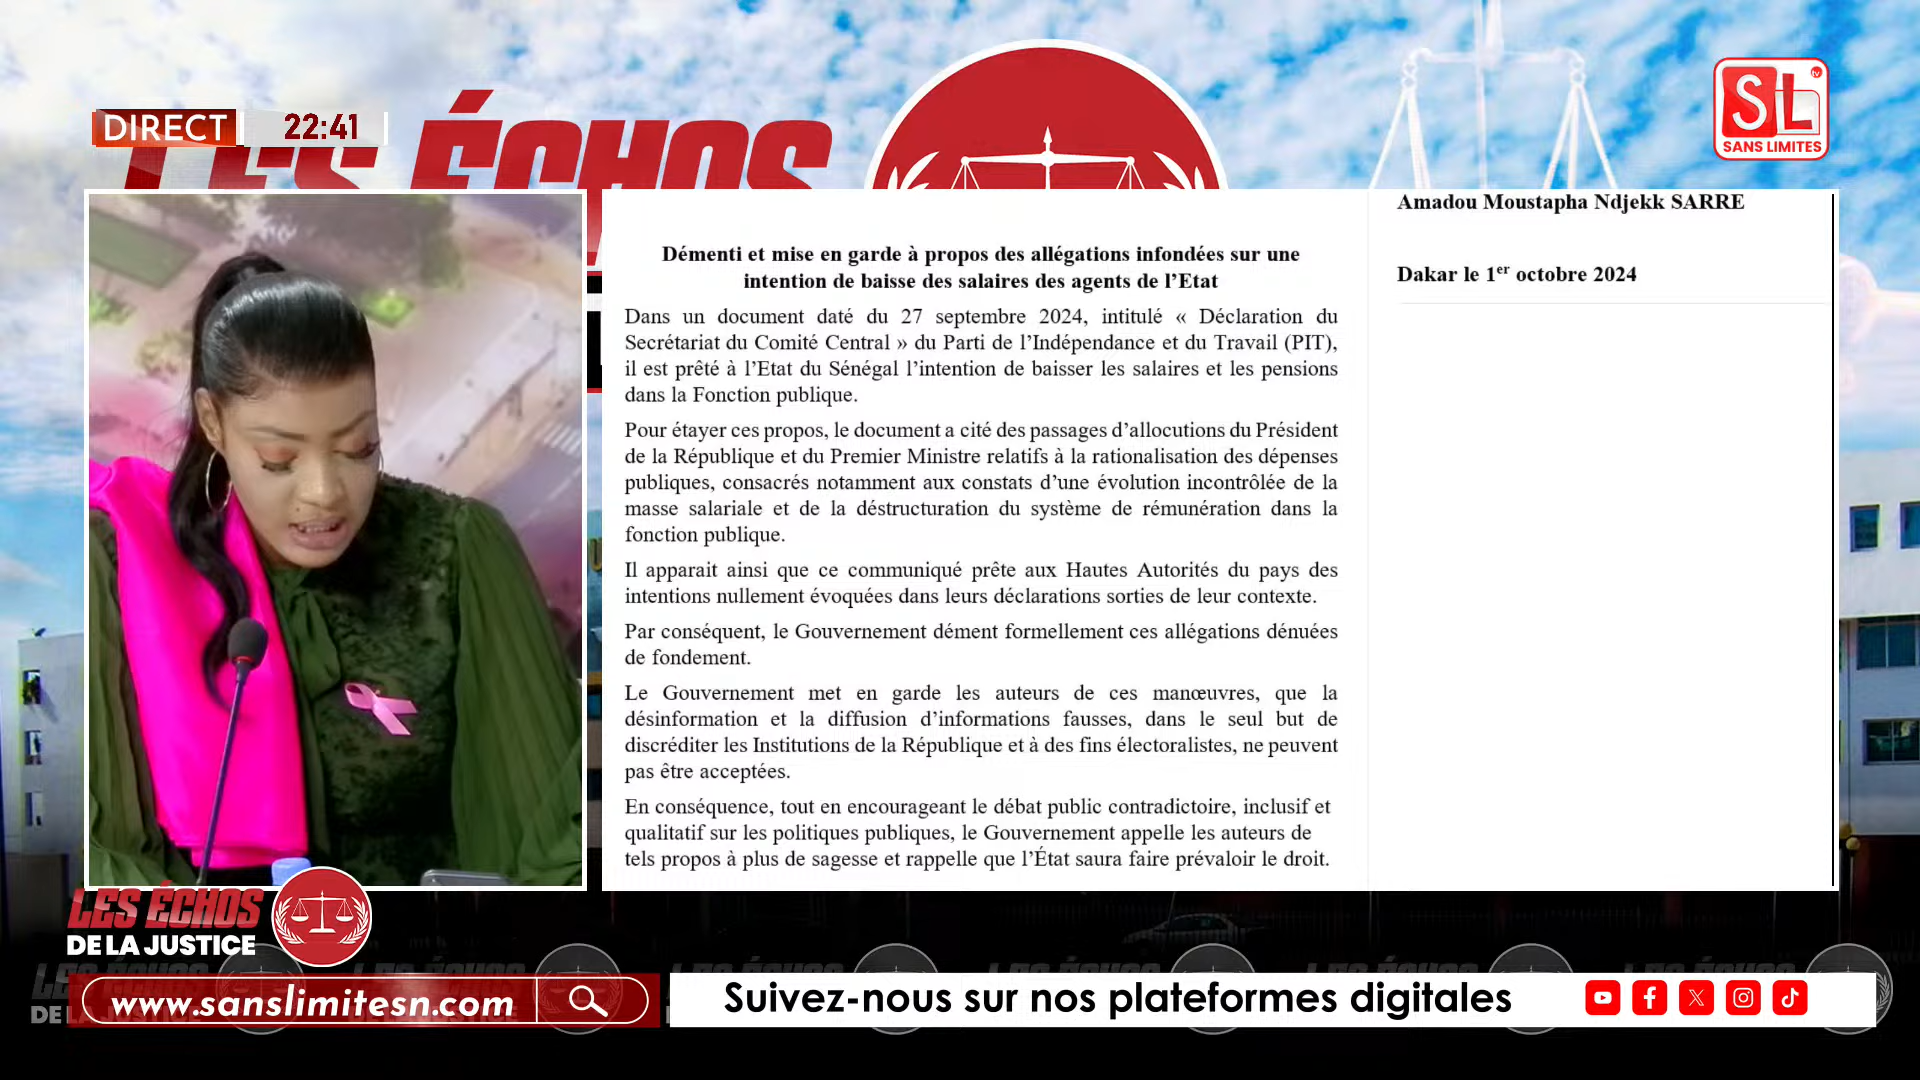 DIRECT 22:41
LES ÉCHOS
SL tv
SANS LIMITES
Démenti et mise en garde à propos des allégations infondées sur une
intention de baisse des salaires des agents de l’Etat
Dans un document daté du 27 septembre 2024, intitulé « Déclaration du
Secrétariat du Comité Central » du Parti de l’Indépendance et du Travail (PIT),
il est prêté à l’Etat du Sénégal l’intention de baisser les salaires et les pensions
dans la Fonction publique.
Pour étayer ces propos, le document a cité des passages d’allocutions du Président
de la République et du Premier Ministre relatifs à la rationalisation des dépenses
publiques, consacrés notamment aux constats d’une évolution incontrôlée de la
masse salariale et de la déstructuration du système de rémunération dans la
fonction publique.
Il apparait ainsi que ce communiqué prête aux Hautes Autorités du pays des
intentions nullement évoquées dans leurs déclarations sorties de leur contexte.
Par conséquent, le Gouvernement dément formellement ces allégations dénuées
de fondement.
Le Gouvernement met en garde les auteurs de ces manœuvres, que la
désinformation et la diffusion d’informations fausses, dans le seul but de
discréditer les Institutions de la République et à des fins électoralistes, ne peuvent
pas être acceptées.
En conséquence, tout en encourageant le débat public contradictoire, inclusif et
qualitatif sur les politiques publiques, le Gouvernement appelle les auteurs de
tels propos à plus de sagesse et rappelle que l’État saura faire prévaloir le droit.
Amadou Moustapha Ndjekk SARRE
Dakar le 1er octobre 2024
LES ÉCHOS
DE LA JUSTICE
www.sanslimitesn.com
Suivez-nous sur nos plateformes digitales